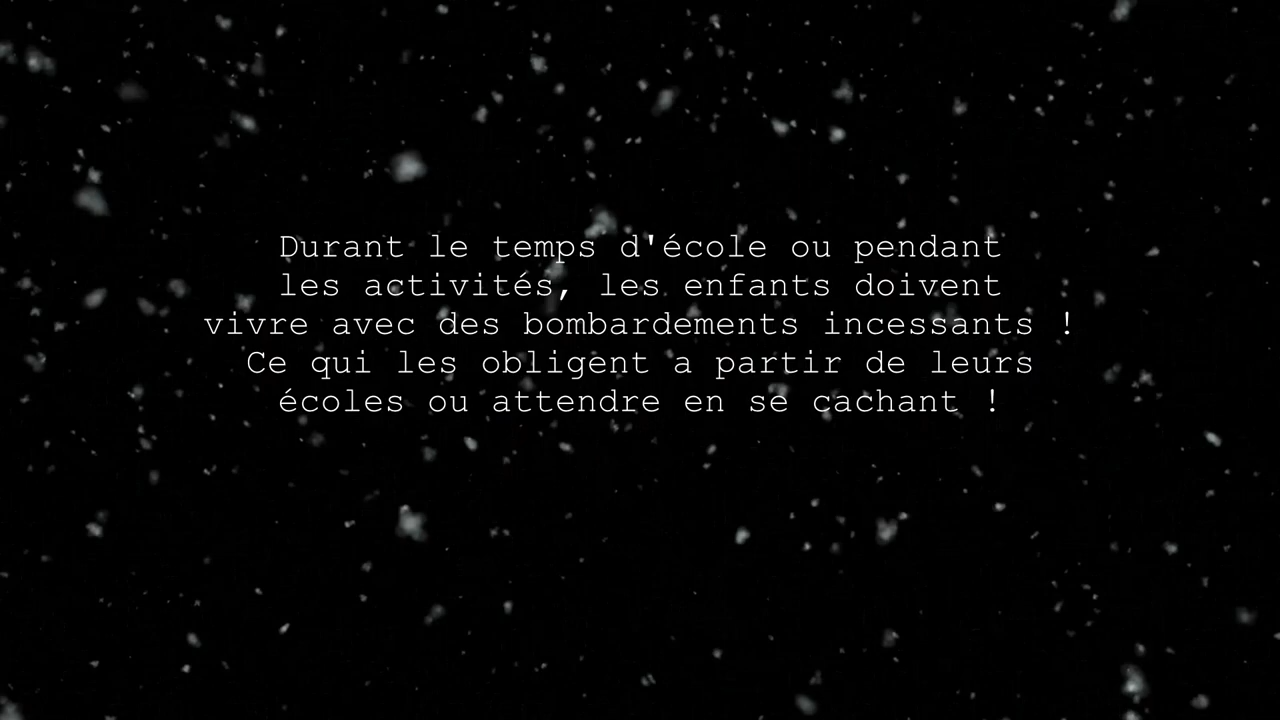 Durant le temps d'école ou pendant
les activités, les enfants doivent
vivre avec des bombardements incessants !
Ce qui les obligent a partir de leurs
écoles ou attendre en se cachant !